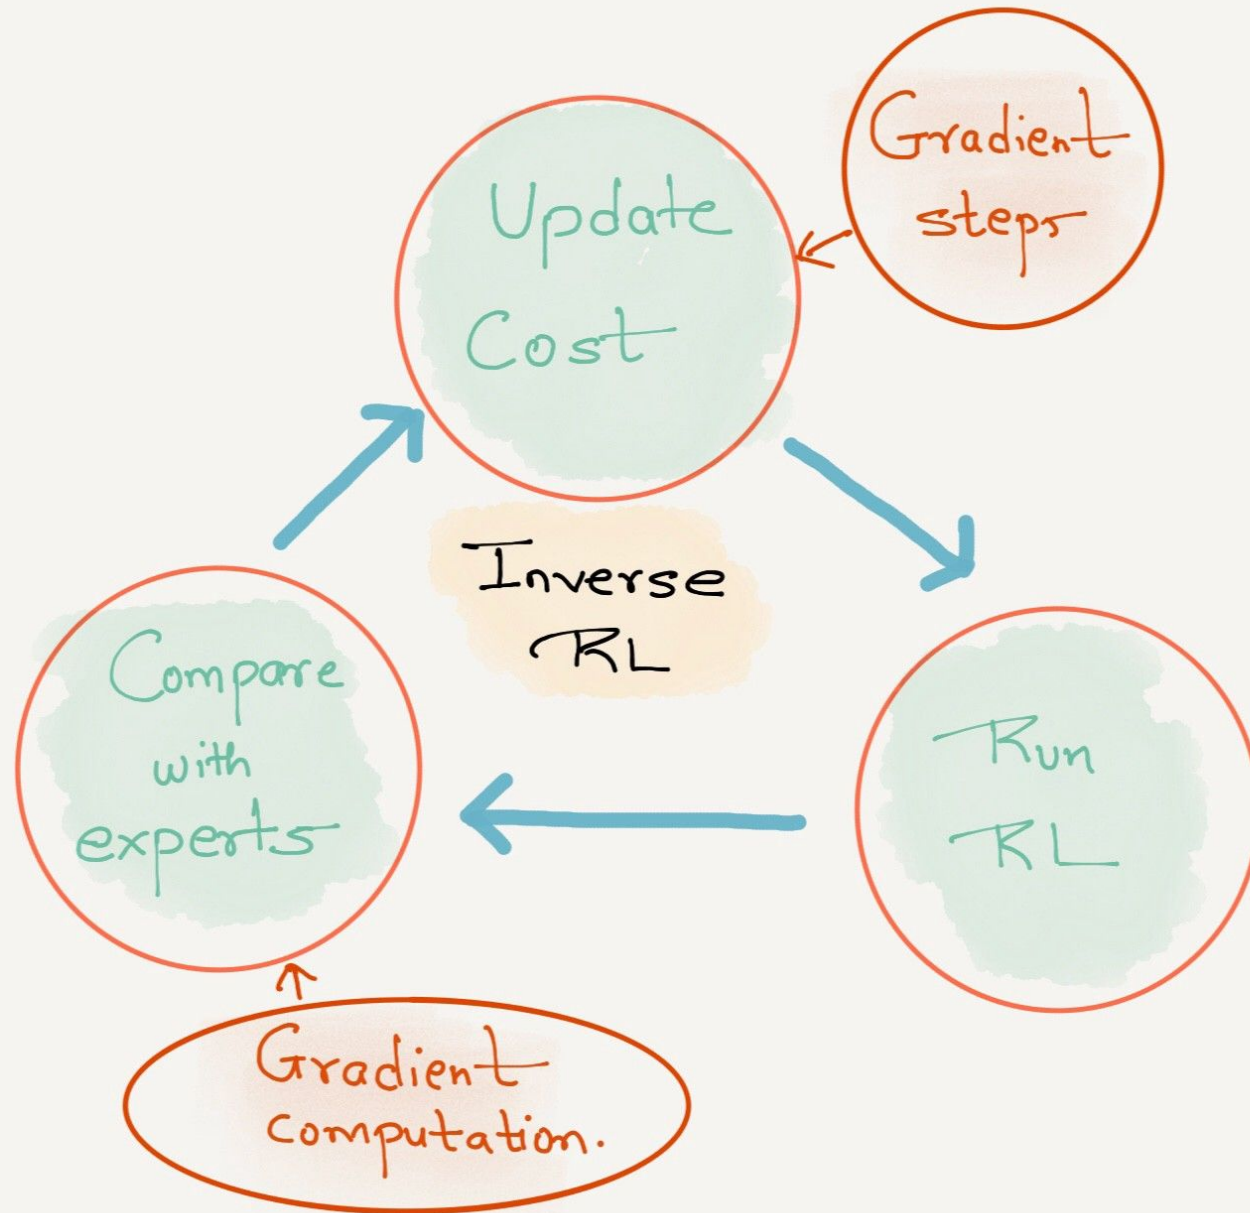 Gradient
steps
Update
Cost
Inverse
RL
Compare
with
experts
Run
RL
Gradient
computation.